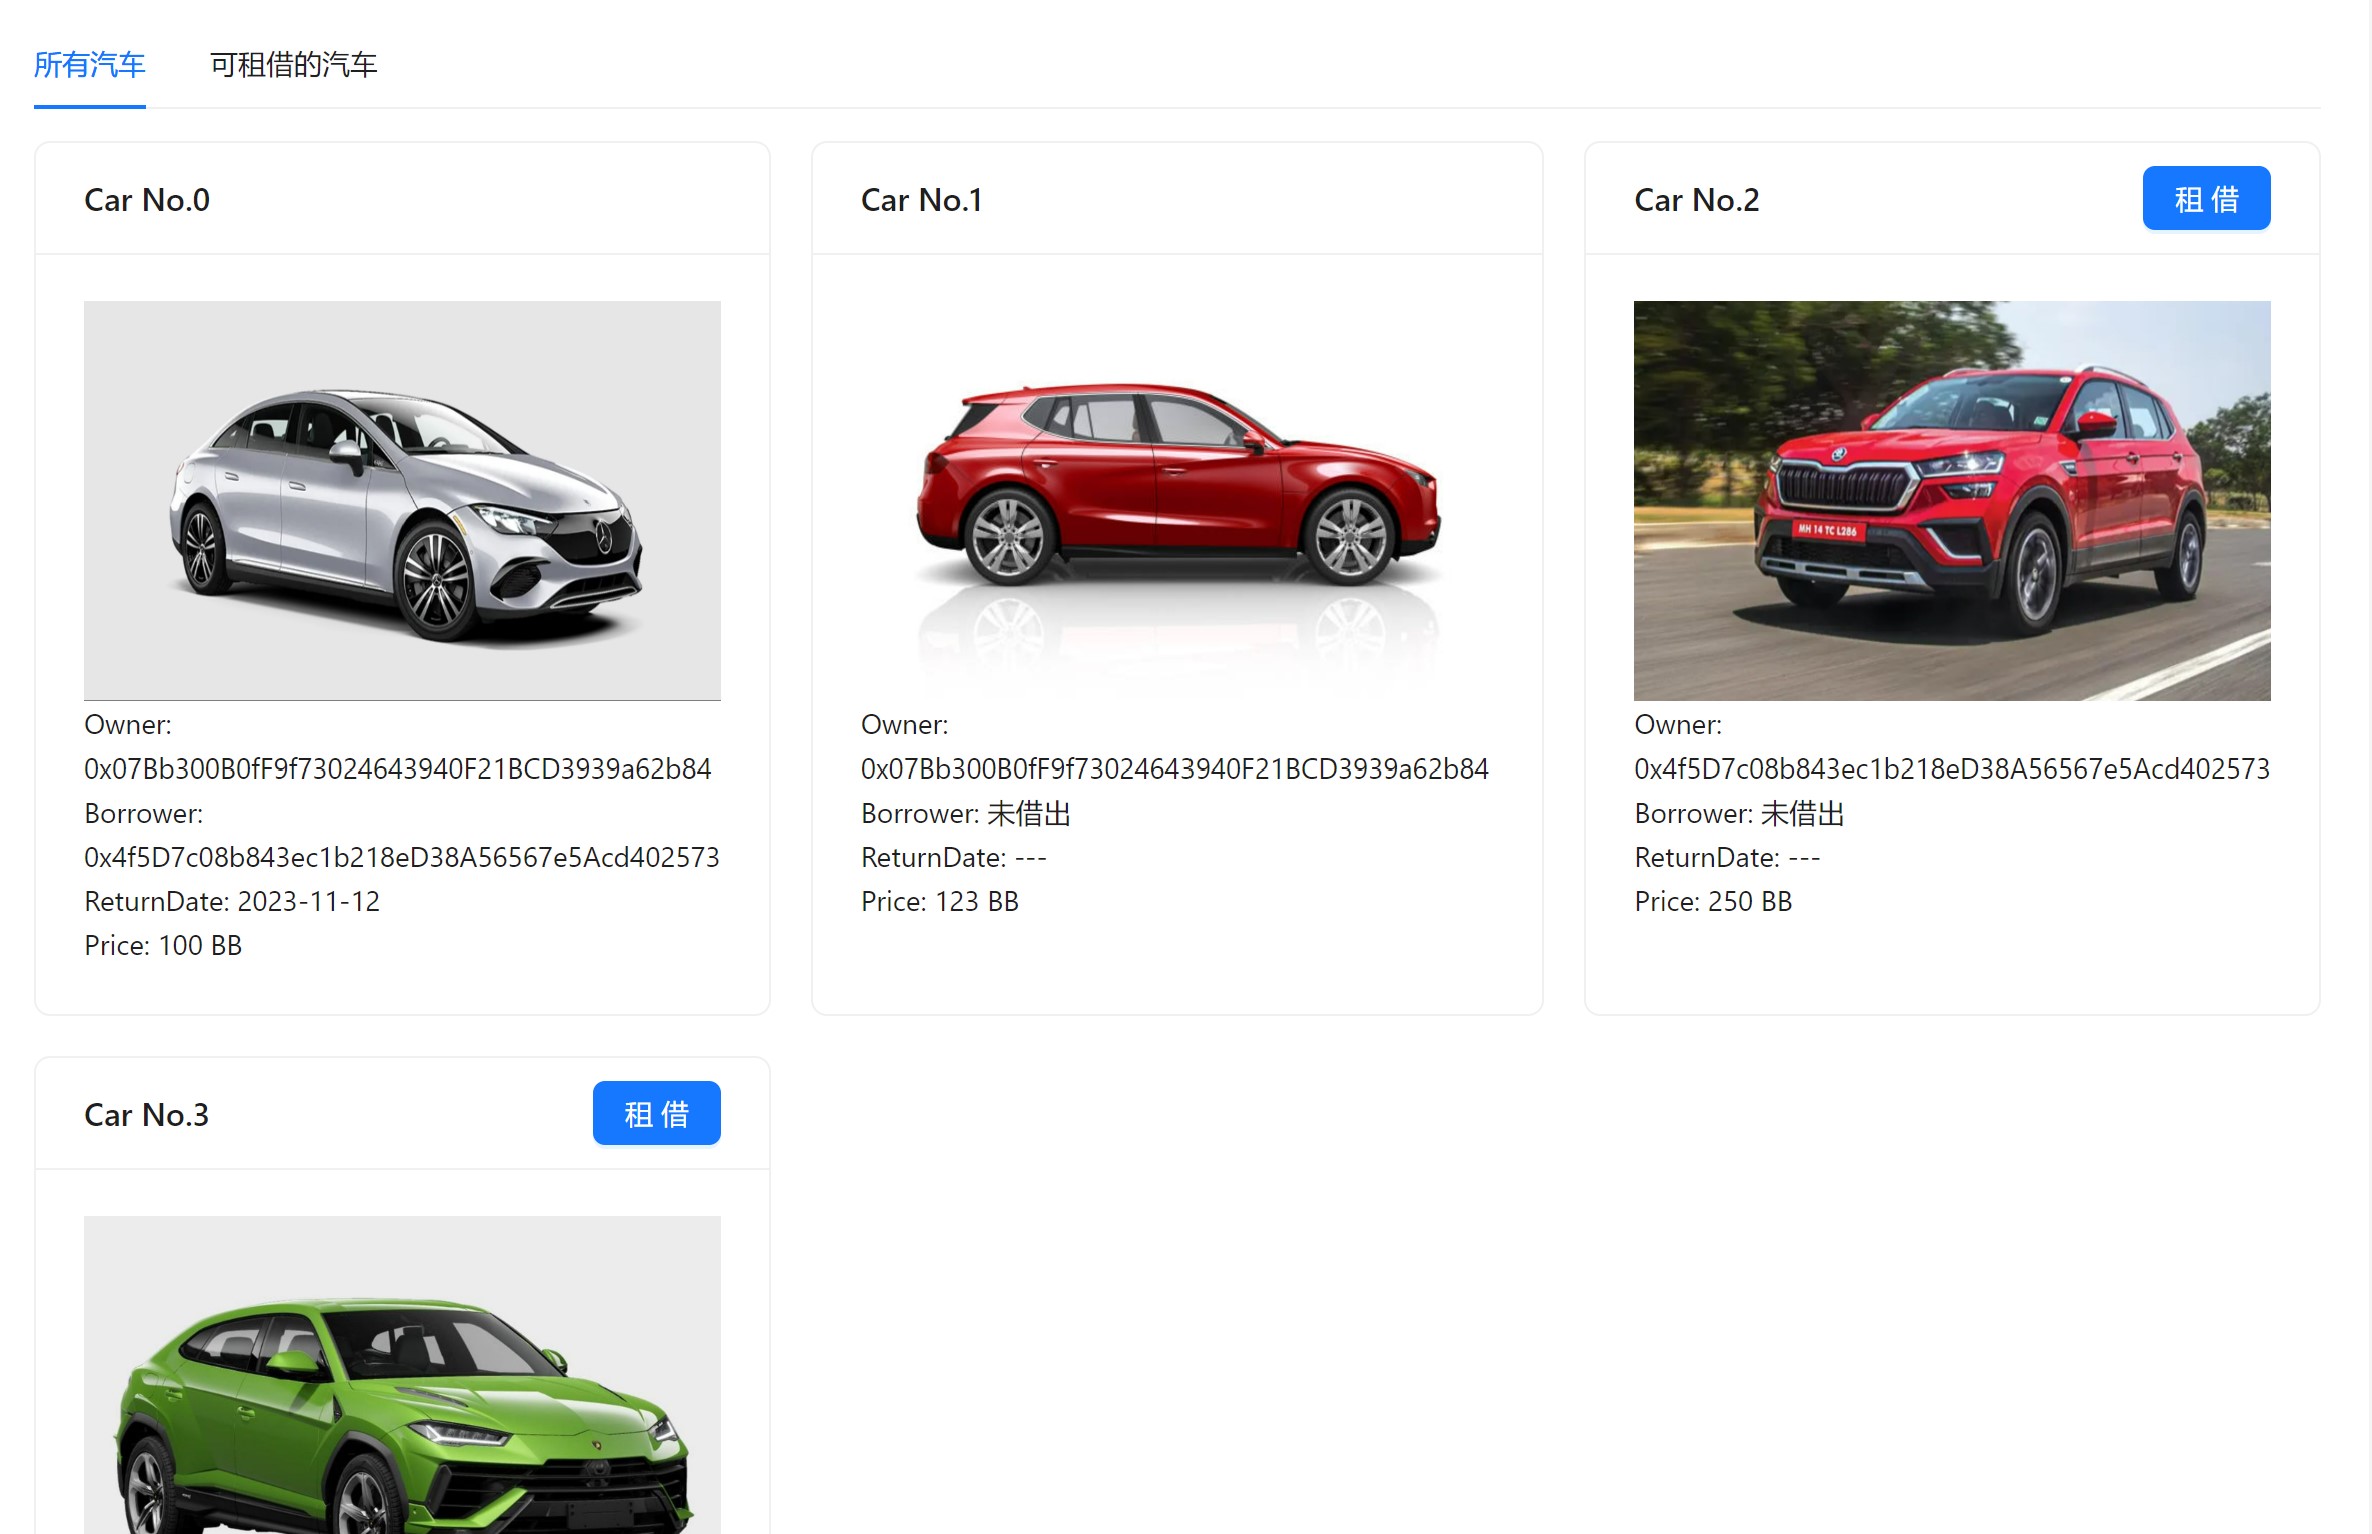 所有汽车 可租借的汽车
Car No.0
Owner:
0x07Bb300B0fF9f73024643940F21BCD3939a62b84
Borrower:
0x4f5D7c08b843ec1b218eD38A56567e5Acd402573
ReturnDate: 2023-11-12
Price: 100 BB
Car No.1
Owner:
0x07Bb300B0fF9f73024643940F21BCD3939a62b84
Borrower: 未借出
ReturnDate: ---
Price: 123 BB
Car No.2
租 借
MH 14 TC L286
Owner:
0x4f5D7c08b843ec1b218eD38A56567e5Acd402573
Borrower: 未借出
ReturnDate: ---
Price: 250 BB
Car No.3
租 借